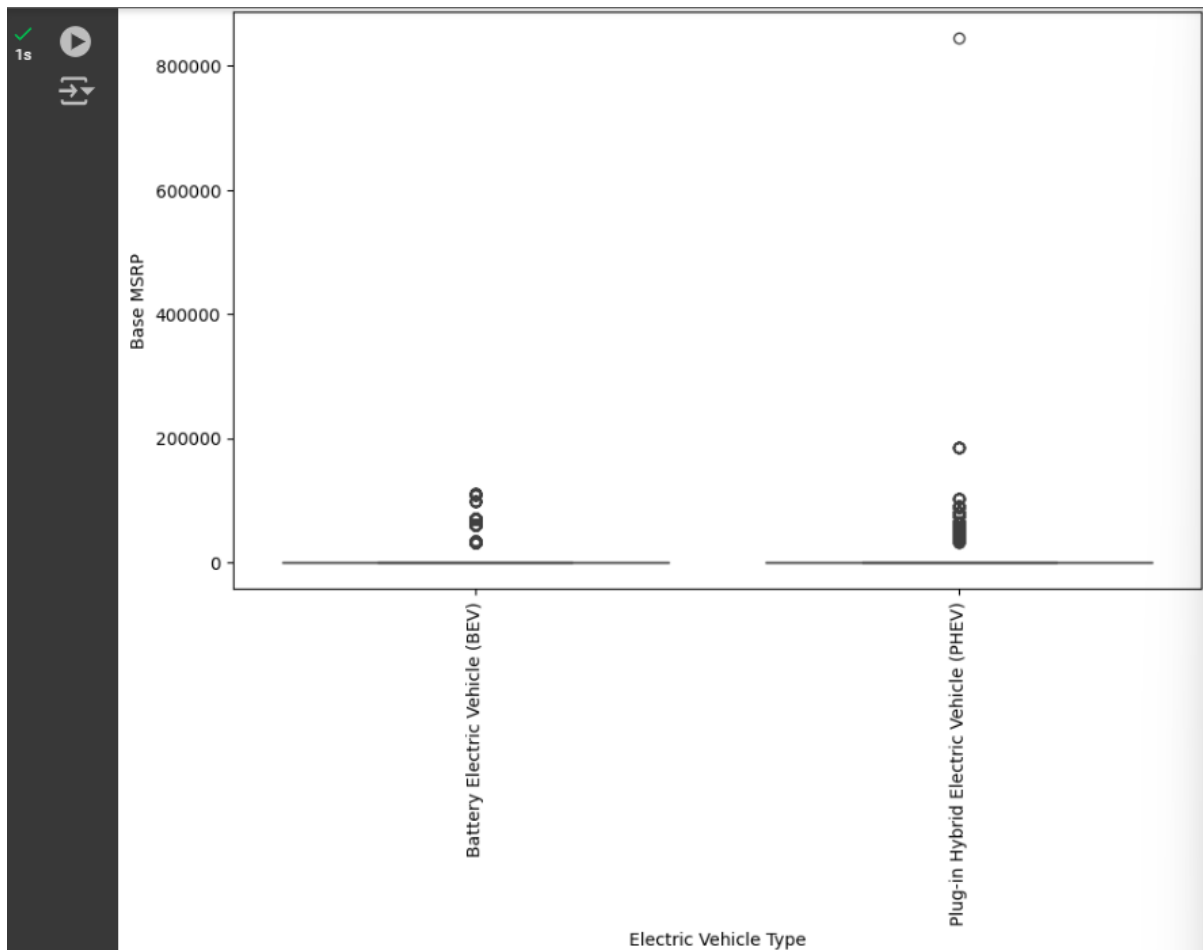 1s
800000
600000
400000
200000
0
Base MSRP
Battery Electric Vehicle (BEV)
Plug-in Hybrid Electric Vehicle (PHEV)
Electric Vehicle Type